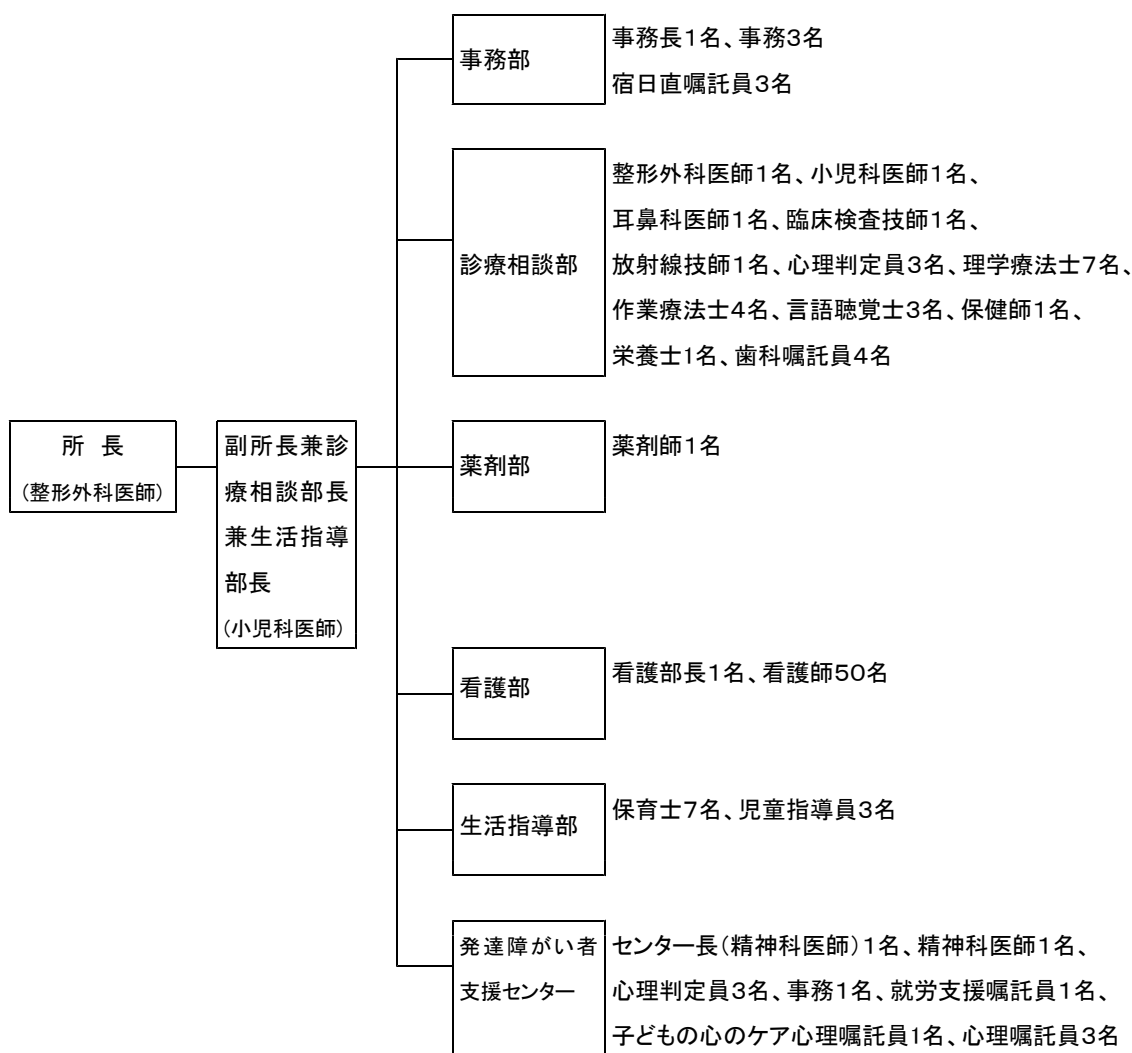 事務部
事務長1名、事務3名
宿日直嘱託員3名
診療相談部
整形外科医師1名、小児科医師1名、
耳鼻科医師1名、臨床検査技師1名、
放射線技師1名、心理判定員3名、理学療法士7名、
作業療法士4名、言語聴覚士3名、保健師1名、
栄養士1名、歯科嘱託員4名
所 長
(整形外科医師)
副所長兼診
療相談部長
兼生活指導
部長
(小児科医師)
薬剤部
薬剤師1名
看護部
看護部長1名、看護師50名
生活指導部
保育士7名、児童指導員3名
発達障がい者
支援センター
センター長(精神科医師)1名、精神科医師1名、
心理判定員3名、事務1名、就労支援嘱託員1名、
子どもの心のケア心理嘱託員1名、心理嘱託員3名